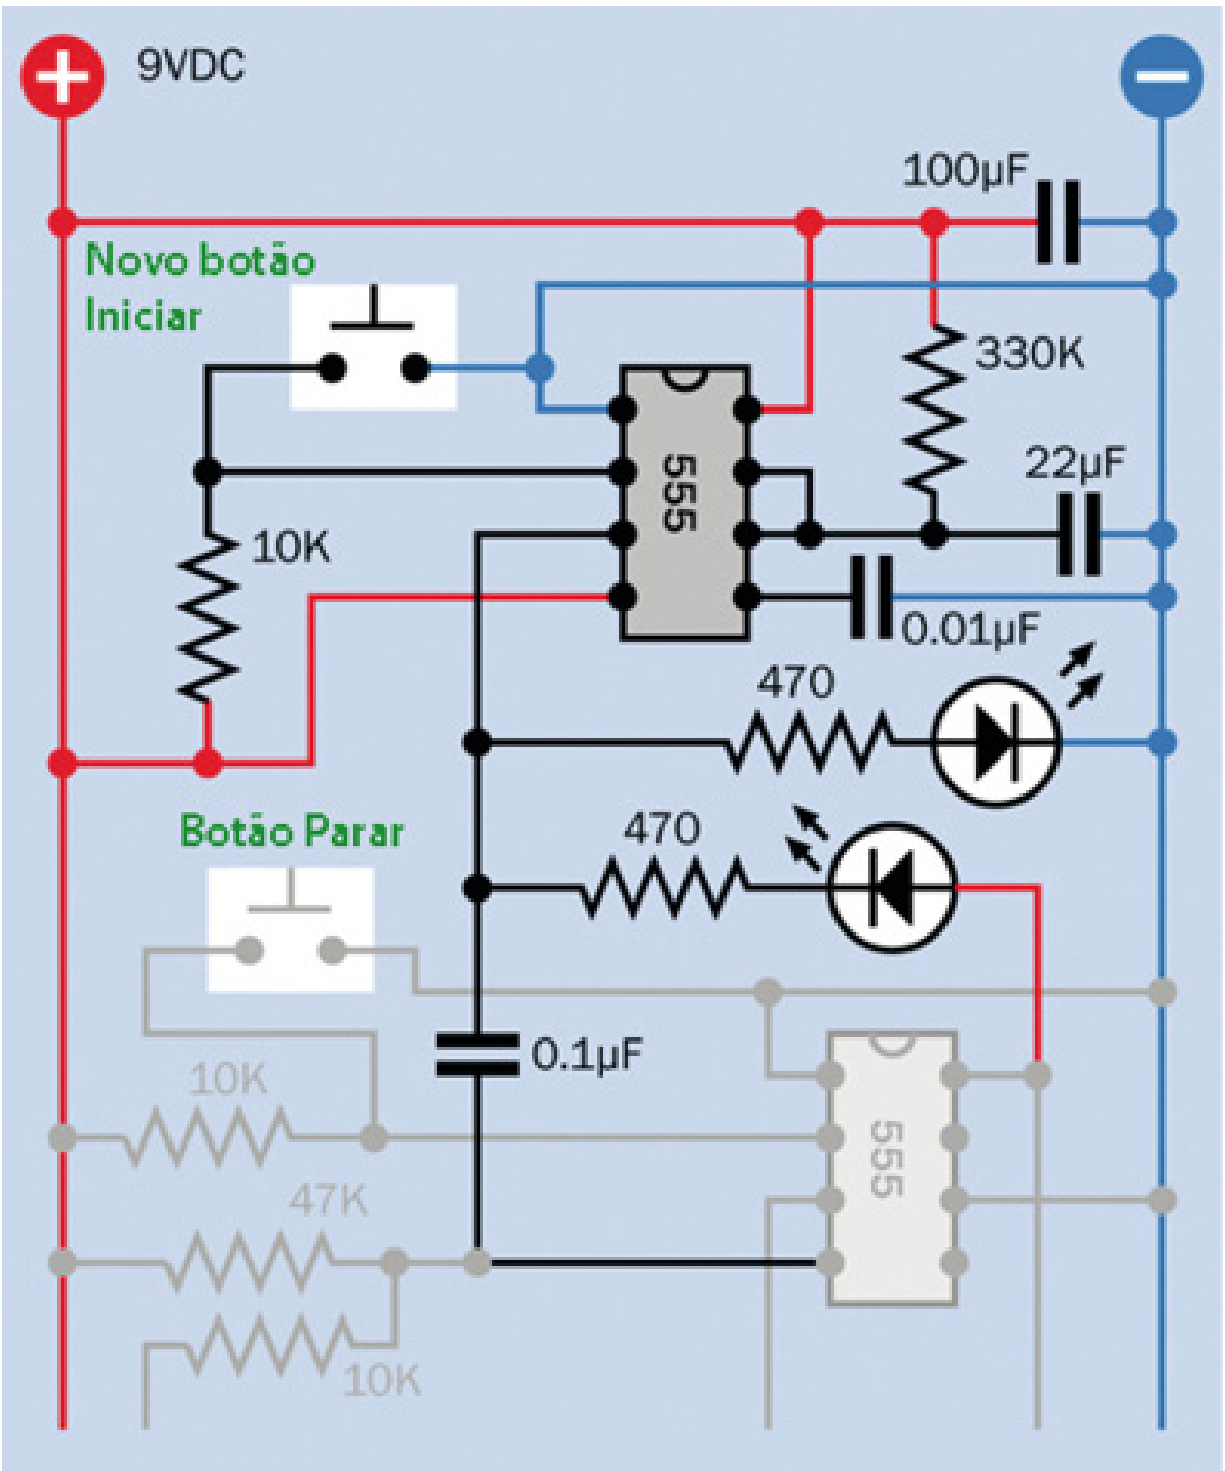 9VDC
100µF
Novo botão
Iniciar
330K
22µF
555
10K
0.01µF
470
Botão Parar
470
0.1µF
10K
555
47K
10K